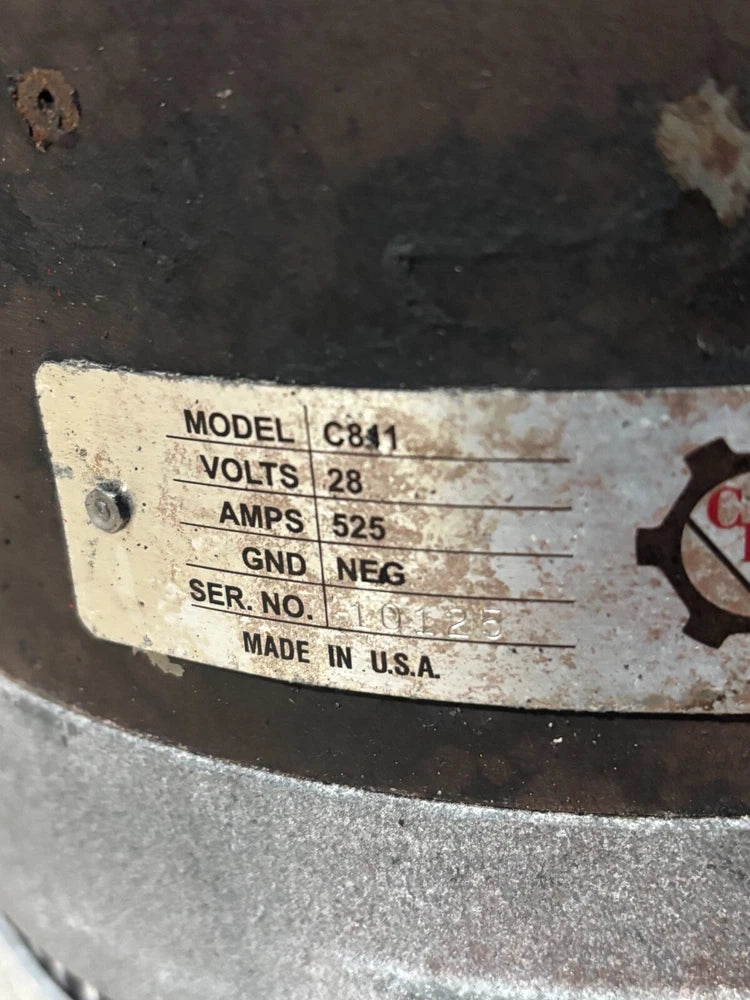 MODEL C841
VOLTS 28
AMPS 525
GND NEG
SER. NO. 10125
MADE IN U.S.A.
C